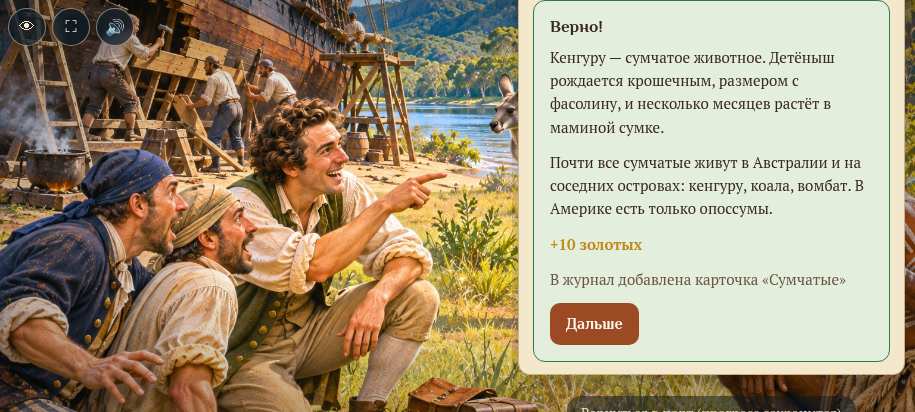 Верно!
Кенгуру — сумчатое животное. Детёныш
рождается крошечным, размером с
фасолину, и несколько месяцев растёт в
маминой сумке.
Почти все сумчатые живут в Австралии и на
соседних островах: кенгуру, коала, вомбат. В
Америке есть только опоссумы.
+10 золотых
В журнал добавлена карточка «Сумчатые»
Дальше